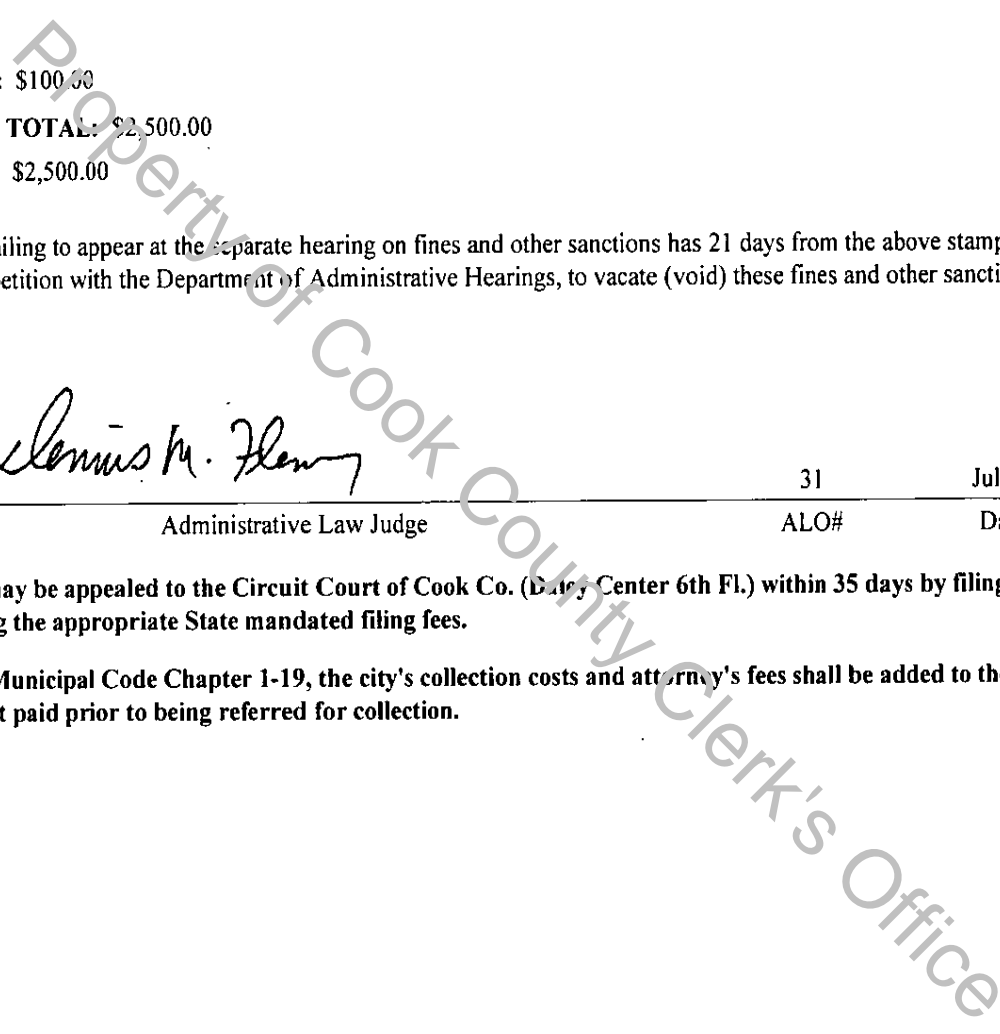 : $100.00
TOTAL: $2,500.00
$2,500.00
iling to appear at the separate hearing on fines and other sanctions has 21 days from the above stamp
etition with the Department of Administrative Hearings, to vacate (void) these fines and other sancti
Dennis M. Fleming
31 Jul
Administrative Law Judge ALO# Da
ay be appealed to the Circuit Court of Cook Co. (Daley Center 6th Fl.) within 35 days by filing
g the appropriate State mandated filing fees.
Municipal Code Chapter 1-19, the city's collection costs and attorney's fees shall be added to the
t paid prior to being referred for collection.
Property of Cook County Clerk's Office